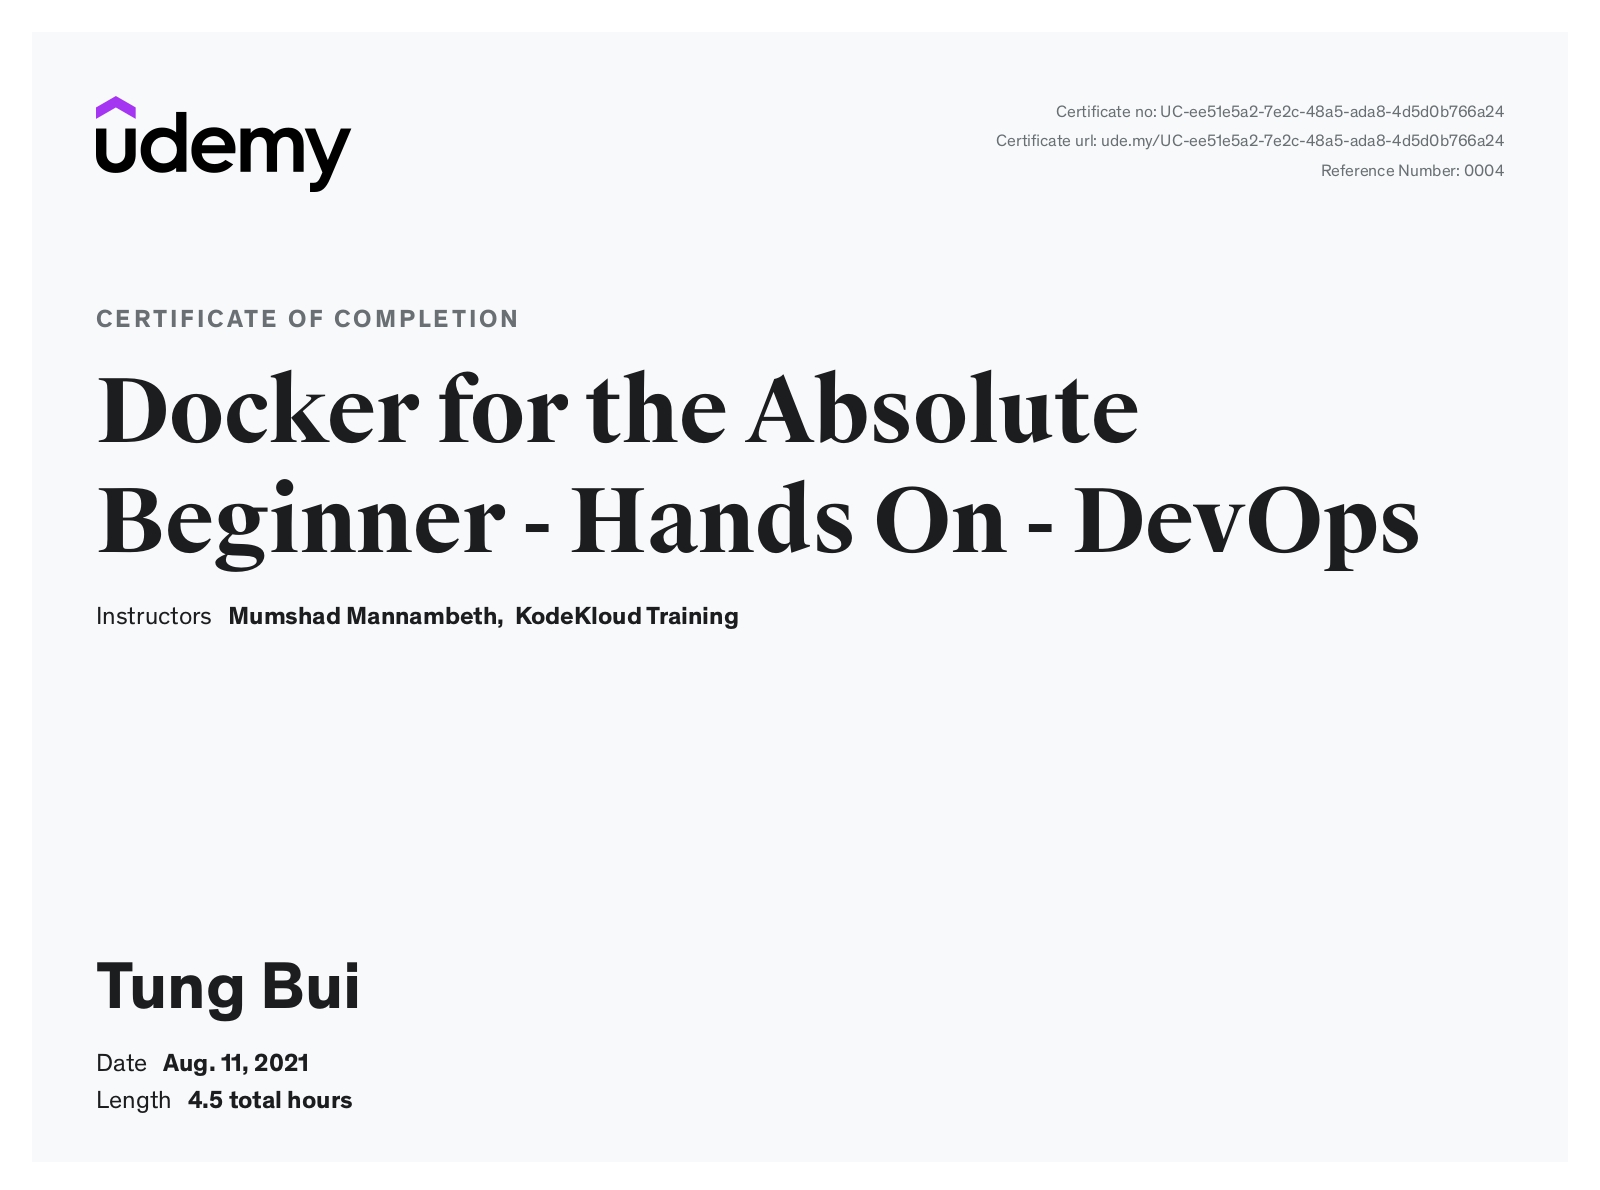 udemy
Certificate no: UC-ee51e5a2-7e2c-48a5-ada8-4d5d0b766a24
Certificate url: ude.my/UC-ee51e5a2-7e2c-48a5-ada8-4d5d0b766a24
Reference Number: 0004
CERTIFICATE OF COMPLETION
Docker for the Absolute
Beginner - Hands On - DevOps
Instructors Mumshad Mannambeth, KodeKloud Training
Tung Bui
Date Aug. 11, 2021
Length 4.5 total hours